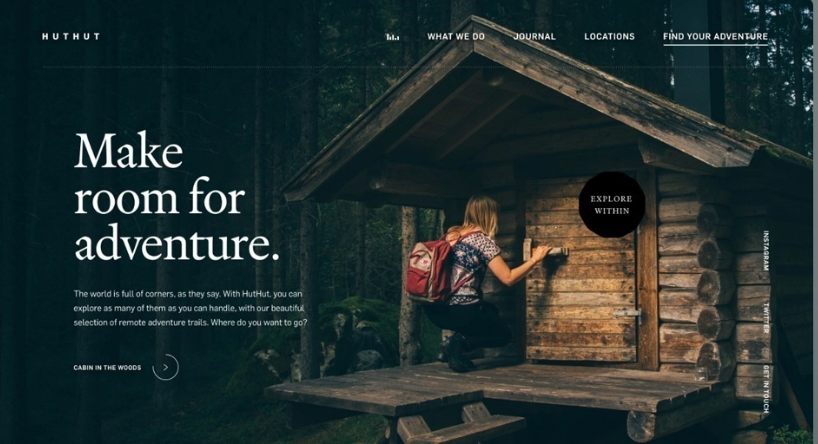 HUTHUT
WHAT WE DO
JOURNAL
LOCATIONS
FIND YOUR ADVENTURE
Make
room for
adventure.
EXPLORE
WITHIN
The world is full of corners, as they say. With HutHut, you can
explore as many of them as you can handle, with our beautiful
selection of remote adventure trails. Where do you want to go?
CABIN IN THE WOODS
INSTAGRAM
TWITTER
GET IN TOUCH